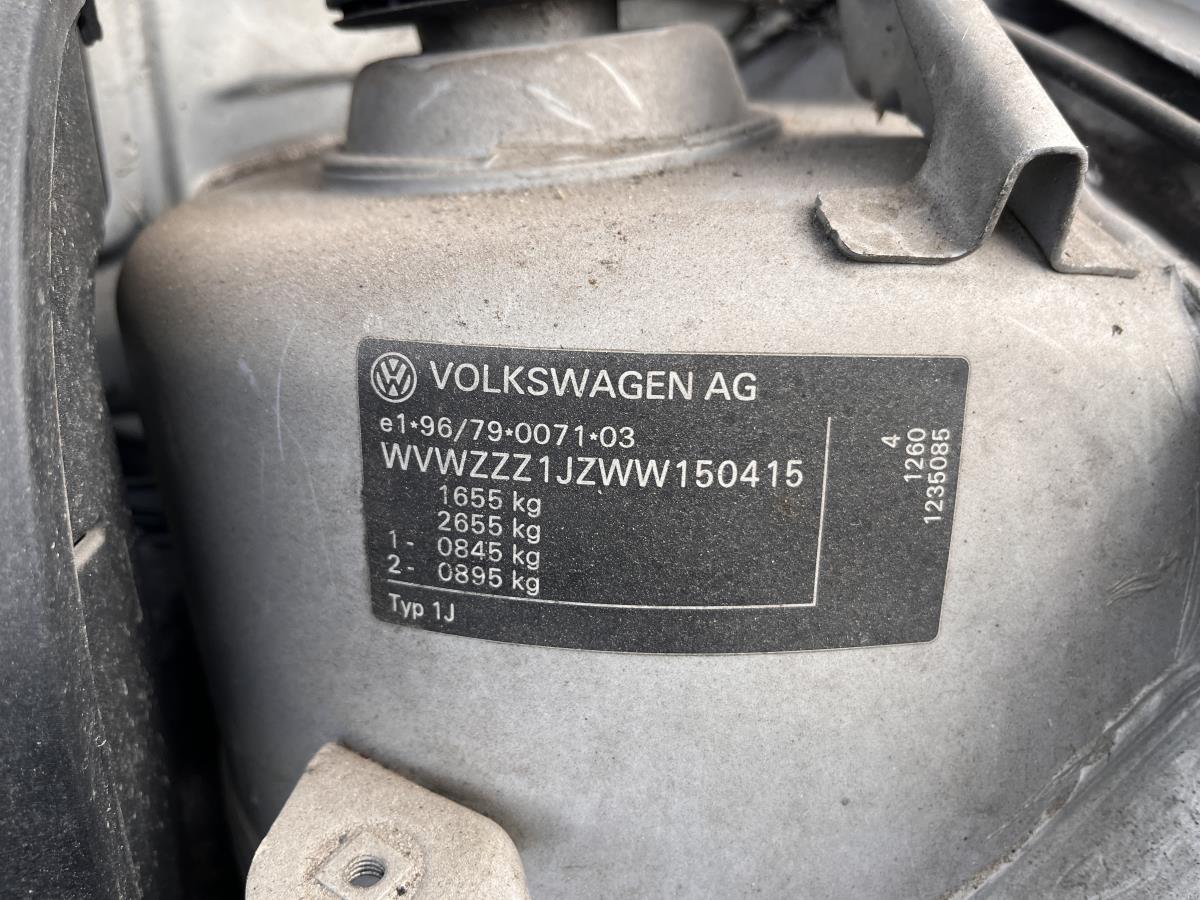 VOLKSWAGEN AG
e1*96/79*0071*03
WVWZZZ1JZWW150415
1655 kg
2655 kg
1- 0845 kg
2- 0895 kg
Typ 1J
4
1260
1235085